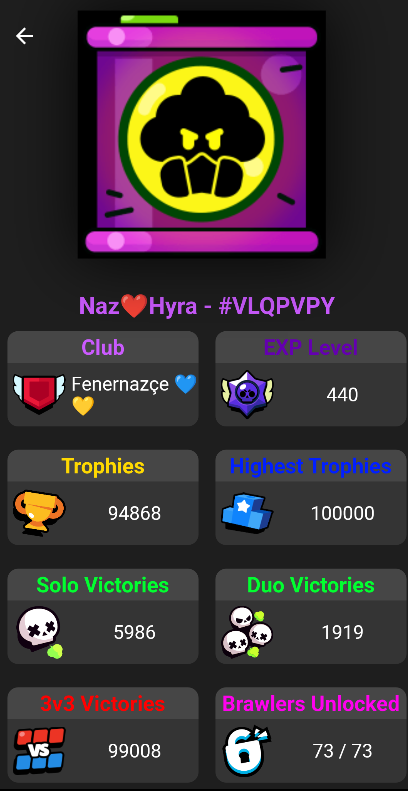 Naz❤️Hyra - #VLQPVPY
Club
EXP Level
Fenernazçe 💙
💛
440
Trophies
Highest Trophies
94868
100000
Solo Victories
Duo Victories
5986
1919
3v3 Victories
Brawlers Unlocked
VS
99008
73 / 73